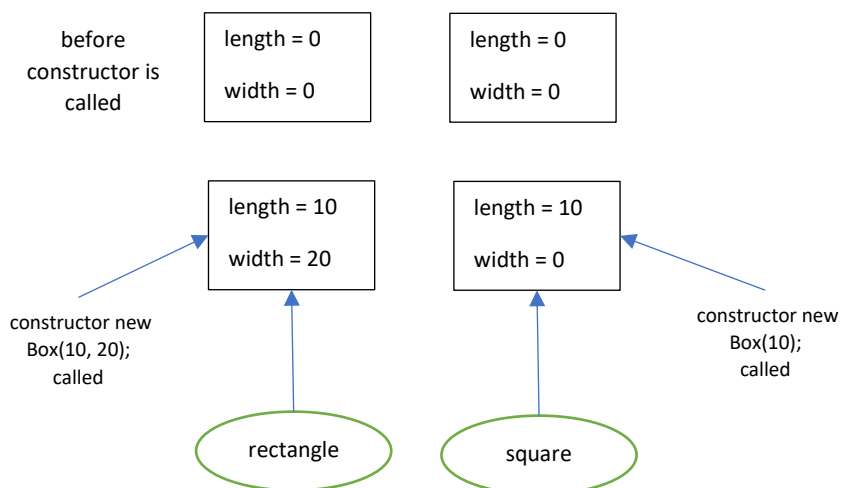 before
constructor is
called
length = 0
width = 0
length = 0
width = 0
length = 10
width = 20
length = 10
width = 0
constructor new
Box(10, 20);
called
constructor new
Box(10);
called
rectangle
square